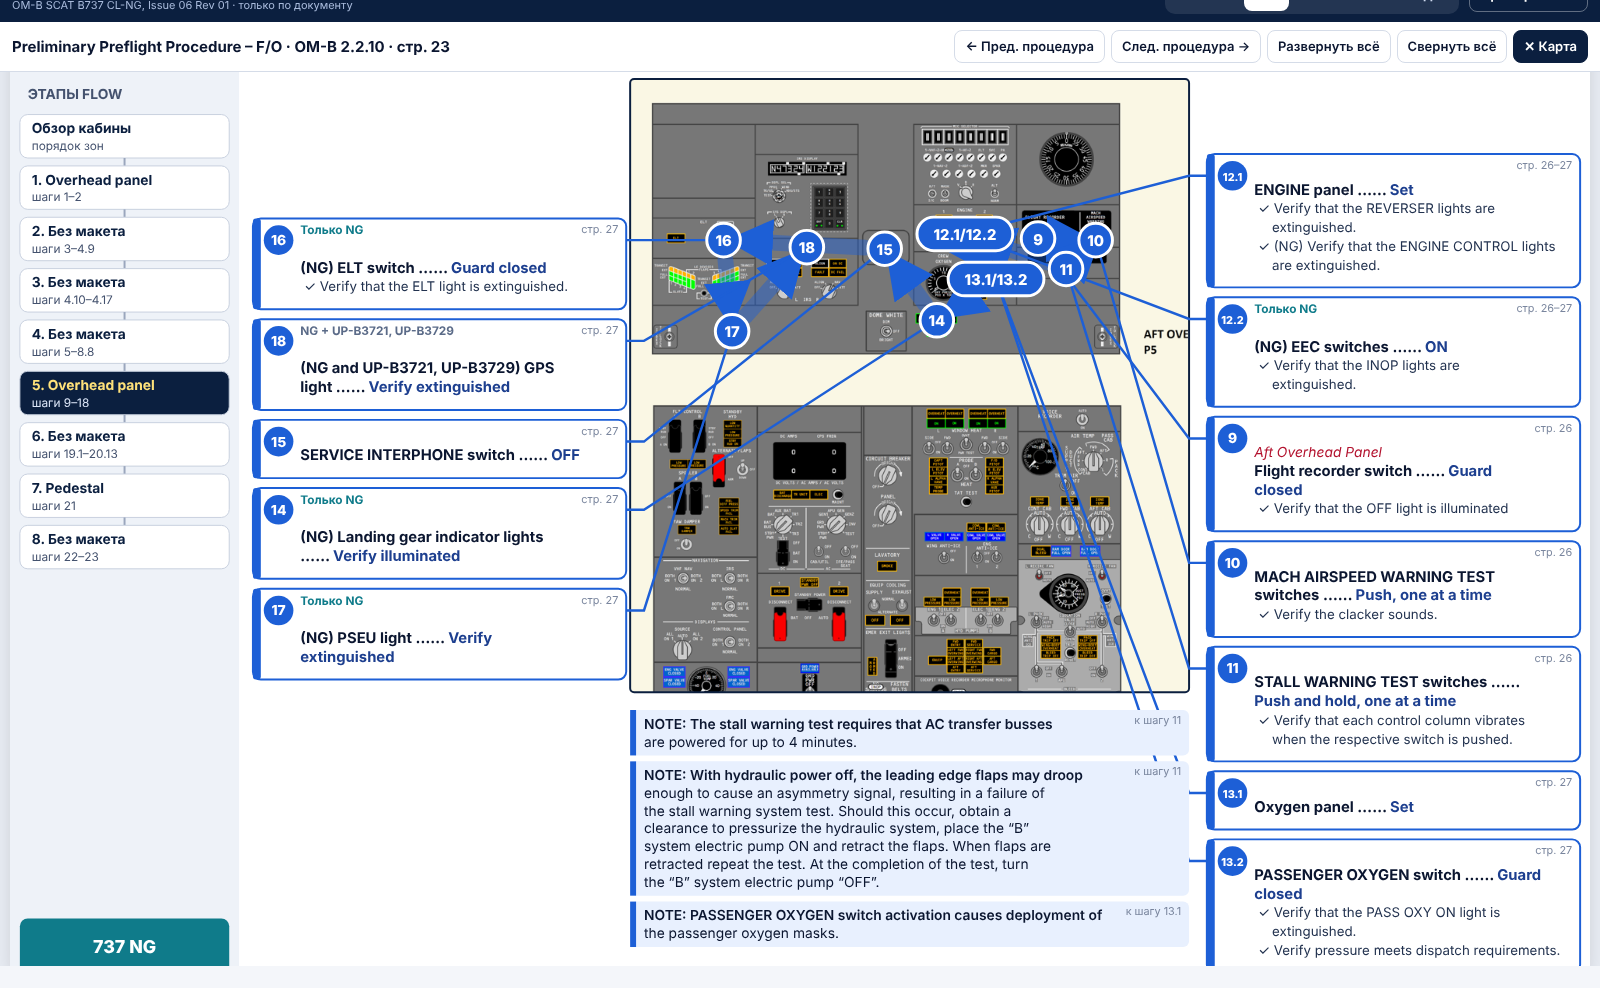 OM-B SCAT B737 CL-NG, Issue 06 Rev 01 · только по документу
Preliminary Preflight Procedure – F/O · OM-B 2.2.10 · стр. 23
← Пред. процедура
След. процедура →
Развернуть всё
Свернуть всё
✕ Карта
ЭТАПЫ FLOW
Обзор кабины
порядок зон
1. Overhead panel
шаги 1–2
2. Без макета
шаги 3–4.9
3. Без макета
шаги 4.10–4.17
4. Без макета
шаги 5–8.8
5. Overhead panel
шаги 9–18
6. Без макета
шаги 19.1–20.13
7. Pedestal
шаги 21
8. Без макета
шаги 22–23
737 NG
16
Только NG
стр. 27
(NG) ELT switch ...... Guard closed
✓ Verify that the ELT light is extinguished.
18
NG + UP-B3721, UP-B3729
стр. 27
(NG and UP-B3721, UP-B3729) GPS
light ...... Verify extinguished
15
стр. 27
SERVICE INTERPHONE switch ...... OFF
14
Только NG
стр. 27
(NG) Landing gear indicator lights
...... Verify illuminated
17
Только NG
стр. 27
(NG) PSEU light ...... Verify
extinguished
16
18
15
12.1/12.2
9
10
11
13.1/13.2
14
17
ENGINE
DOME WHITE
AFT OVE
P5
CIRCUIT BREAKER
PANEL
LAVATORY
EQUIP COOLING
SUPPLY EXHAUST
AIR TEMP
TAT TEST
NAVIGATION
DISPLAYS
SOURCE
CONTROL PANEL
NORMAL
NOTE: The stall warning test requires that AC transfer busses
are powered for up to 4 minutes.
к шагу 11
NOTE: With hydraulic power off, the leading edge flaps may droop
enough to cause an asymmetry signal, resulting in a failure of
the stall warning system test. Should this occur, obtain a
clearance to pressurize the hydraulic system, place the “B”
system electric pump ON and retract the flaps. When flaps are
retracted repeat the test. At the completion of the test, turn
the “B” system electric pump “OFF”.
к шагу 11
NOTE: PASSENGER OXYGEN switch activation causes deployment of
the passenger oxygen masks.
к шагу 13.1
12.1
стр. 26–27
ENGINE panel ...... Set
✓ Verify that the REVERSER lights are
extinguished.
✓ (NG) Verify that the ENGINE CONTROL lights
are extinguished.
12.2
Только NG
стр. 26–27
(NG) EEC switches ...... ON
✓ Verify that the INOP lights are
extinguished.
9
стр. 26
Aft Overhead Panel
Flight recorder switch ...... Guard
closed
✓ Verify that the OFF light is illuminated
10
стр. 26
MACH AIRSPEED WARNING TEST
switches ...... Push, one at a time
✓ Verify the clacker sounds.
11
стр. 26
STALL WARNING TEST switches ......
Push and hold, one at a time
✓ Verify that each control column vibrates
when the respective switch is pushed.
13.1
стр. 27
Oxygen panel ...... Set
13.2
стр. 27
PASSENGER OXYGEN switch ...... Guard
closed
✓ Verify that the PASS OXY ON light is
extinguished.
✓ Verify pressure meets dispatch requirements.